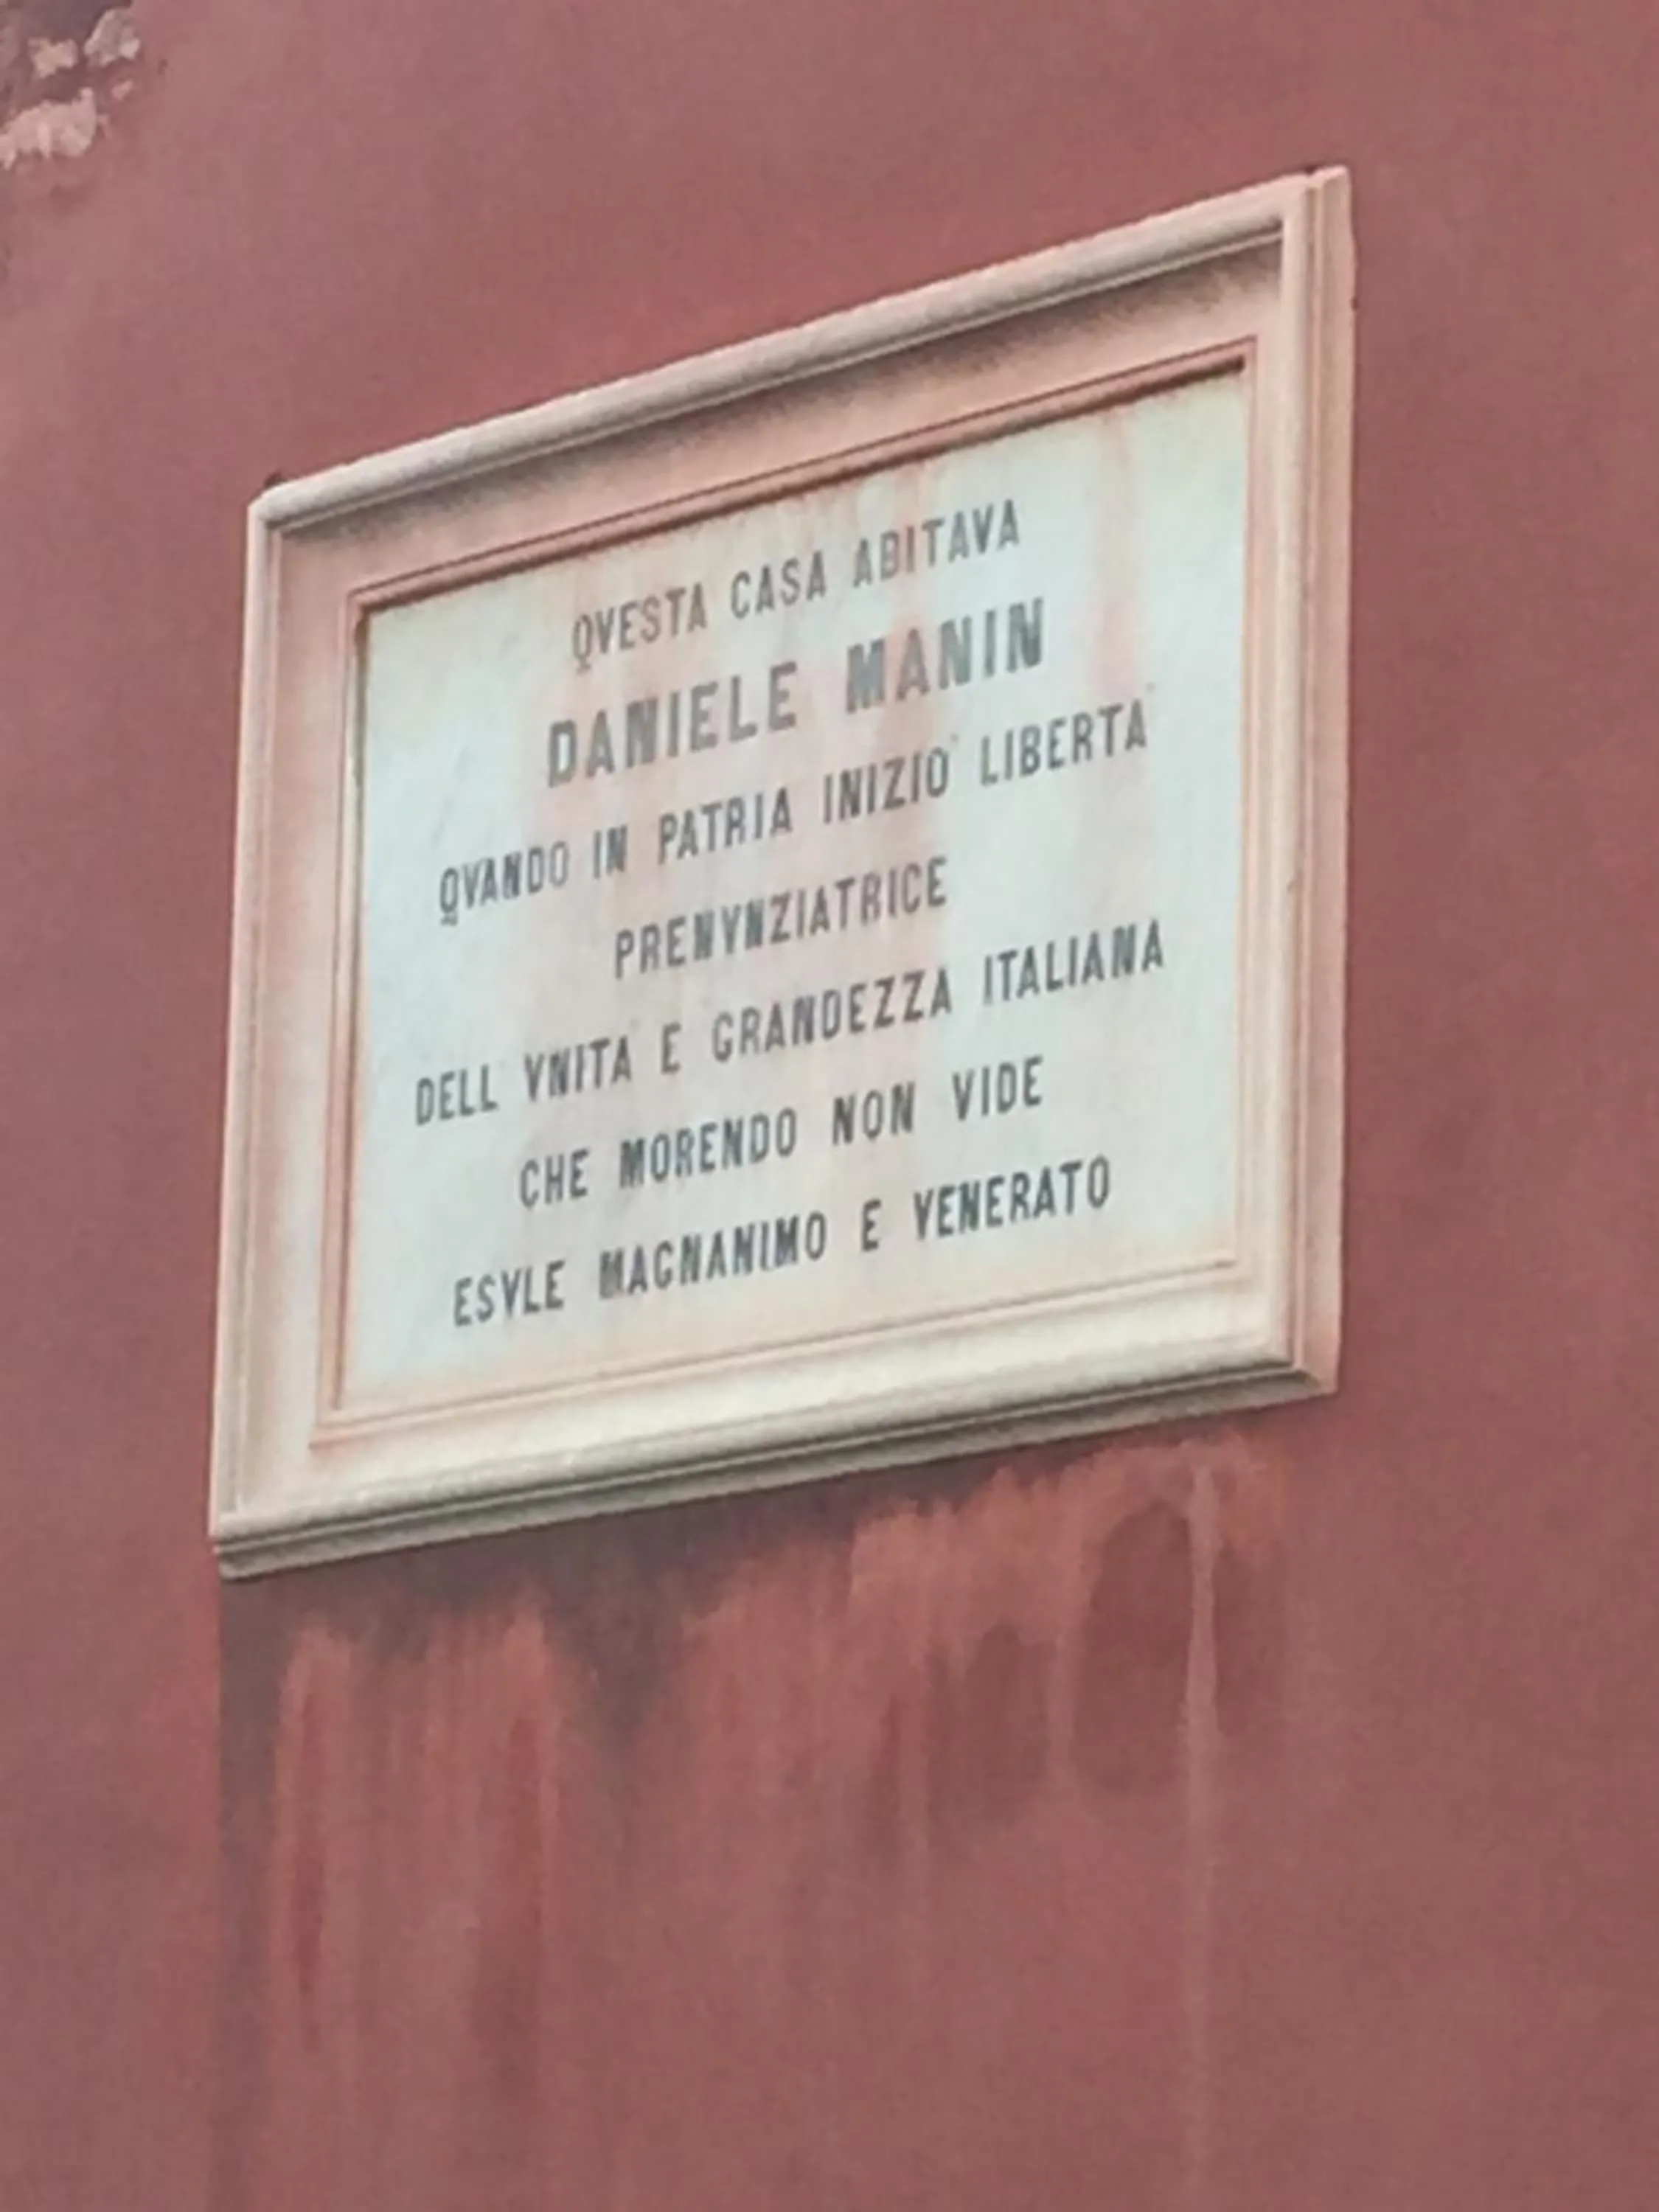 QVESTA CASA ABITAVA
DANIELE MANIN
QVANDO IN PATRIA INIZIO' LIBERTA'
PRENVNZIATRICE
DELL' VNITA' E GRANDEZZA ITALIANA
CHE MORENDO NON VIDE
ESVLE MAGNANIMO E VENERATO